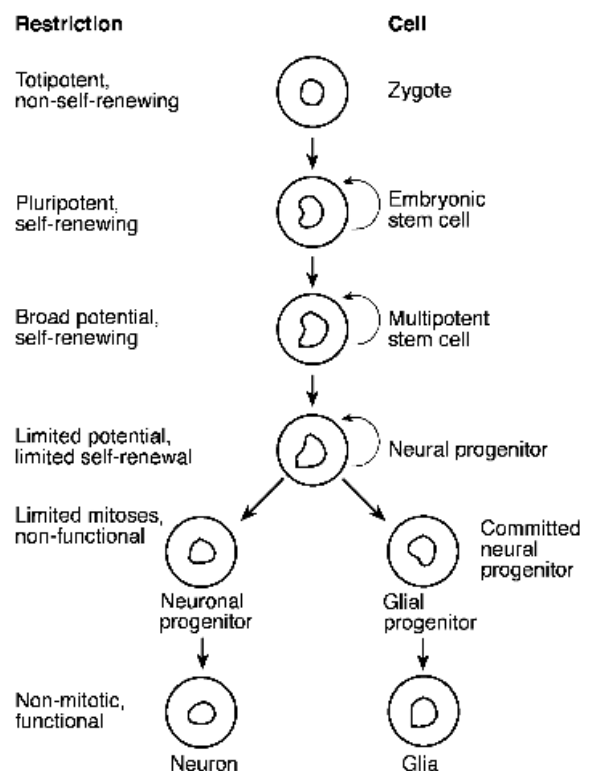 Restriction Cell
Totipotent,
non-self-renewing
Zygote
Pluripotent,
self-renewing
Embryonic
stem cell
Broad potential,
self-renewing
Multipotent
stem cell
Limited potential,
limited self-renewal
Neural progenitor
Limited mitoses,
non-functional
Committed
neural
progenitor
Neuronal
progenitor
Glial
progenitor
Non-mitotic,
functional
Neuron
Glia